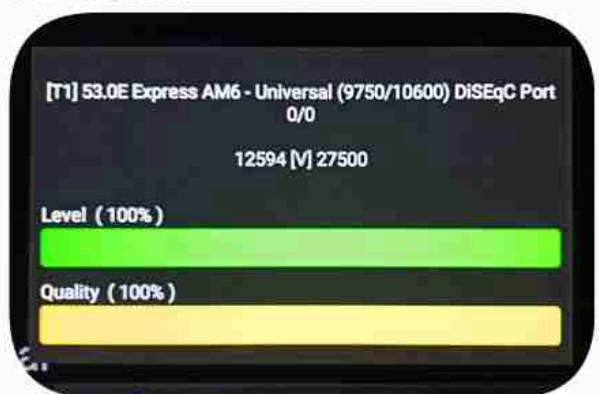 [T1] 53.0E Express AM6 - Universal (9750/10600) DiSEqC Port
0/0
12594 [V] 27500
Level ( 100% )
Quality ( 100% )